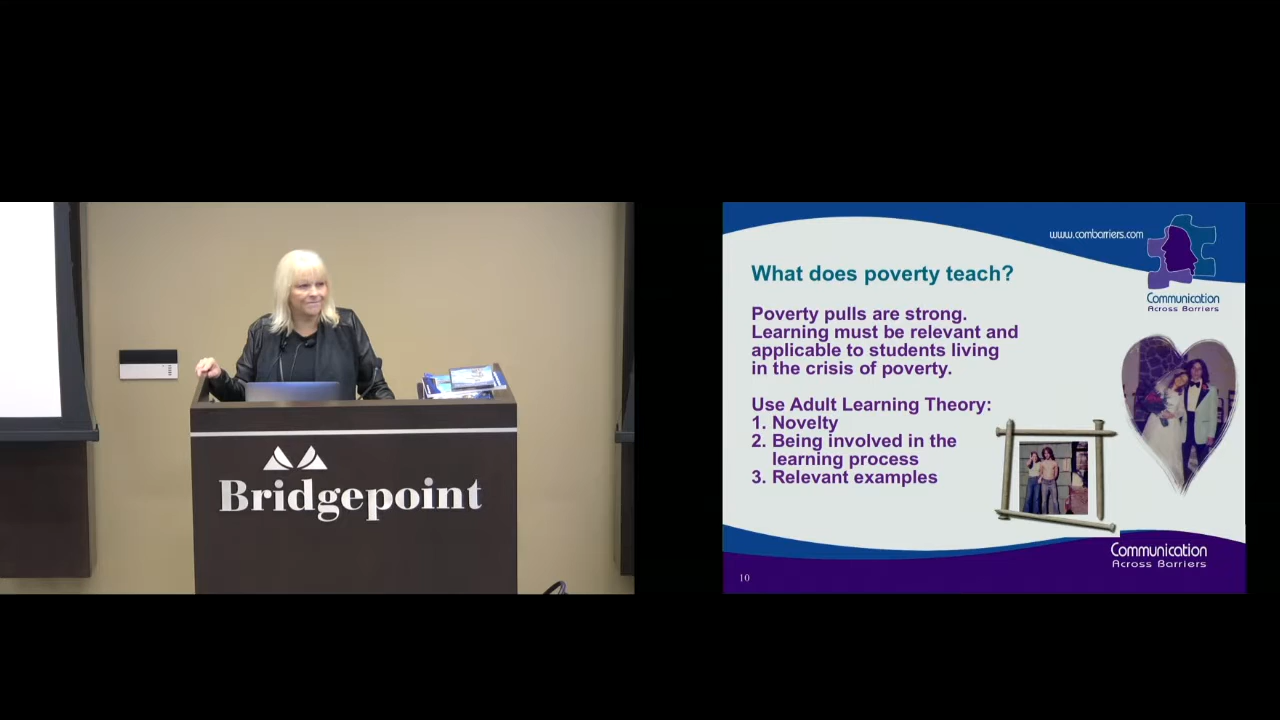 Bridgepoint
www.combarriers.com
Communication
Across Barriers
What does poverty teach?
Poverty pulls are strong.
Learning must be relevant and
applicable to students living
in the crisis of poverty.
Use Adult Learning Theory:
1. Novelty
2. Being involved in the
learning process
3. Relevant examples
Communication
Across Barriers
10